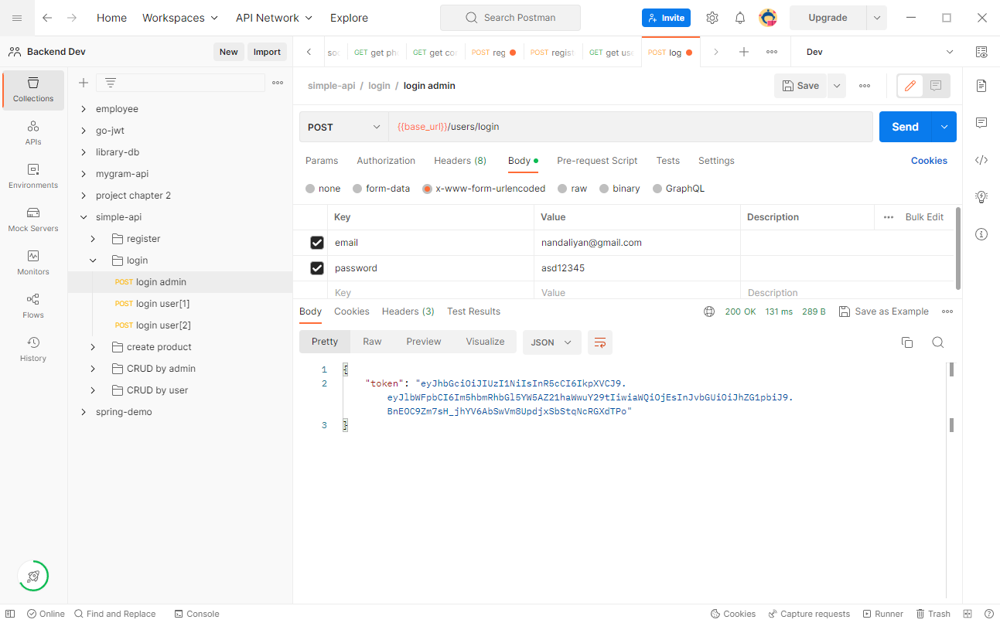 Home Workspaces API Network Explore Search Postman Invite Upgrade
Backend Dev New Import
soc GET get ph GET get co POST reg POST regist GET get us POST log Dev
Collections
APIs
Environments
Mock Servers
Monitors
Flows
History
employee
go-jwt
library-db
mygram-api
project chapter 2
simple-api
register
login
POST login admin
POST login user[1]
POST login user[2]
create product
CRUD by admin
CRUD by user
spring-demo
simple-api / login / login admin Save
POST {{base_url}}/users/login Send
Params Authorization Headers (8) Body Pre-request Script Tests Settings Cookies
none form-data x-www-form-urlencoded raw binary GraphQL
Key Value Description Bulk Edit
email nandaliyan@gmail.com
password asd12345
Key Value Description
Body Cookies Headers (3) Test Results 200 OK 131 ms 289 B Save as Example
Pretty Raw Preview Visualize JSON
1 {
2 "token": "eyJhbGciOiJIUzI1NiIsInR5cCI6IkpXVCJ9.
eyJlbWFpbCI6Im5hbmRhbGl5YW5AZ21haWwuY29tIiwiaWQiOjEsInJvbGUiOiJhZG1pbiJ9.
BnEOC9Zm7sH_jhYV6AbSwVm8UpdjxSbStqNcRGXdTPo"
3 }
Online Find and Replace Console Cookies Capture requests Runner Trash